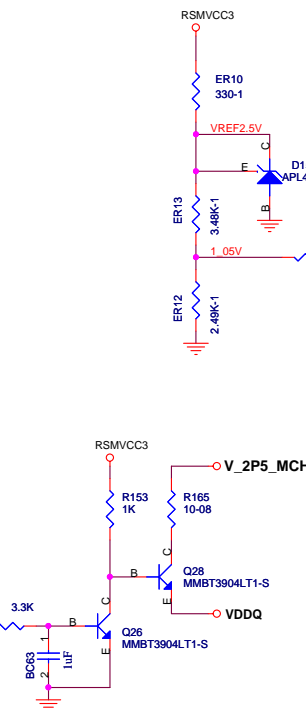 RSMVCC3
ER10
330-1
VREF2.5V
C
E
B
ER13
3.48K-1
1_05V
ER12
2.49K-1
RSMVCC3
V_2P5_MCH
R153
1K
R165
10-08
C
B
Q28
MMBT3904LT1-S
E
VDDQ
3.3K
C
B
Q26
MMBT3904LT1-S
E
1
2
BC63
1uF